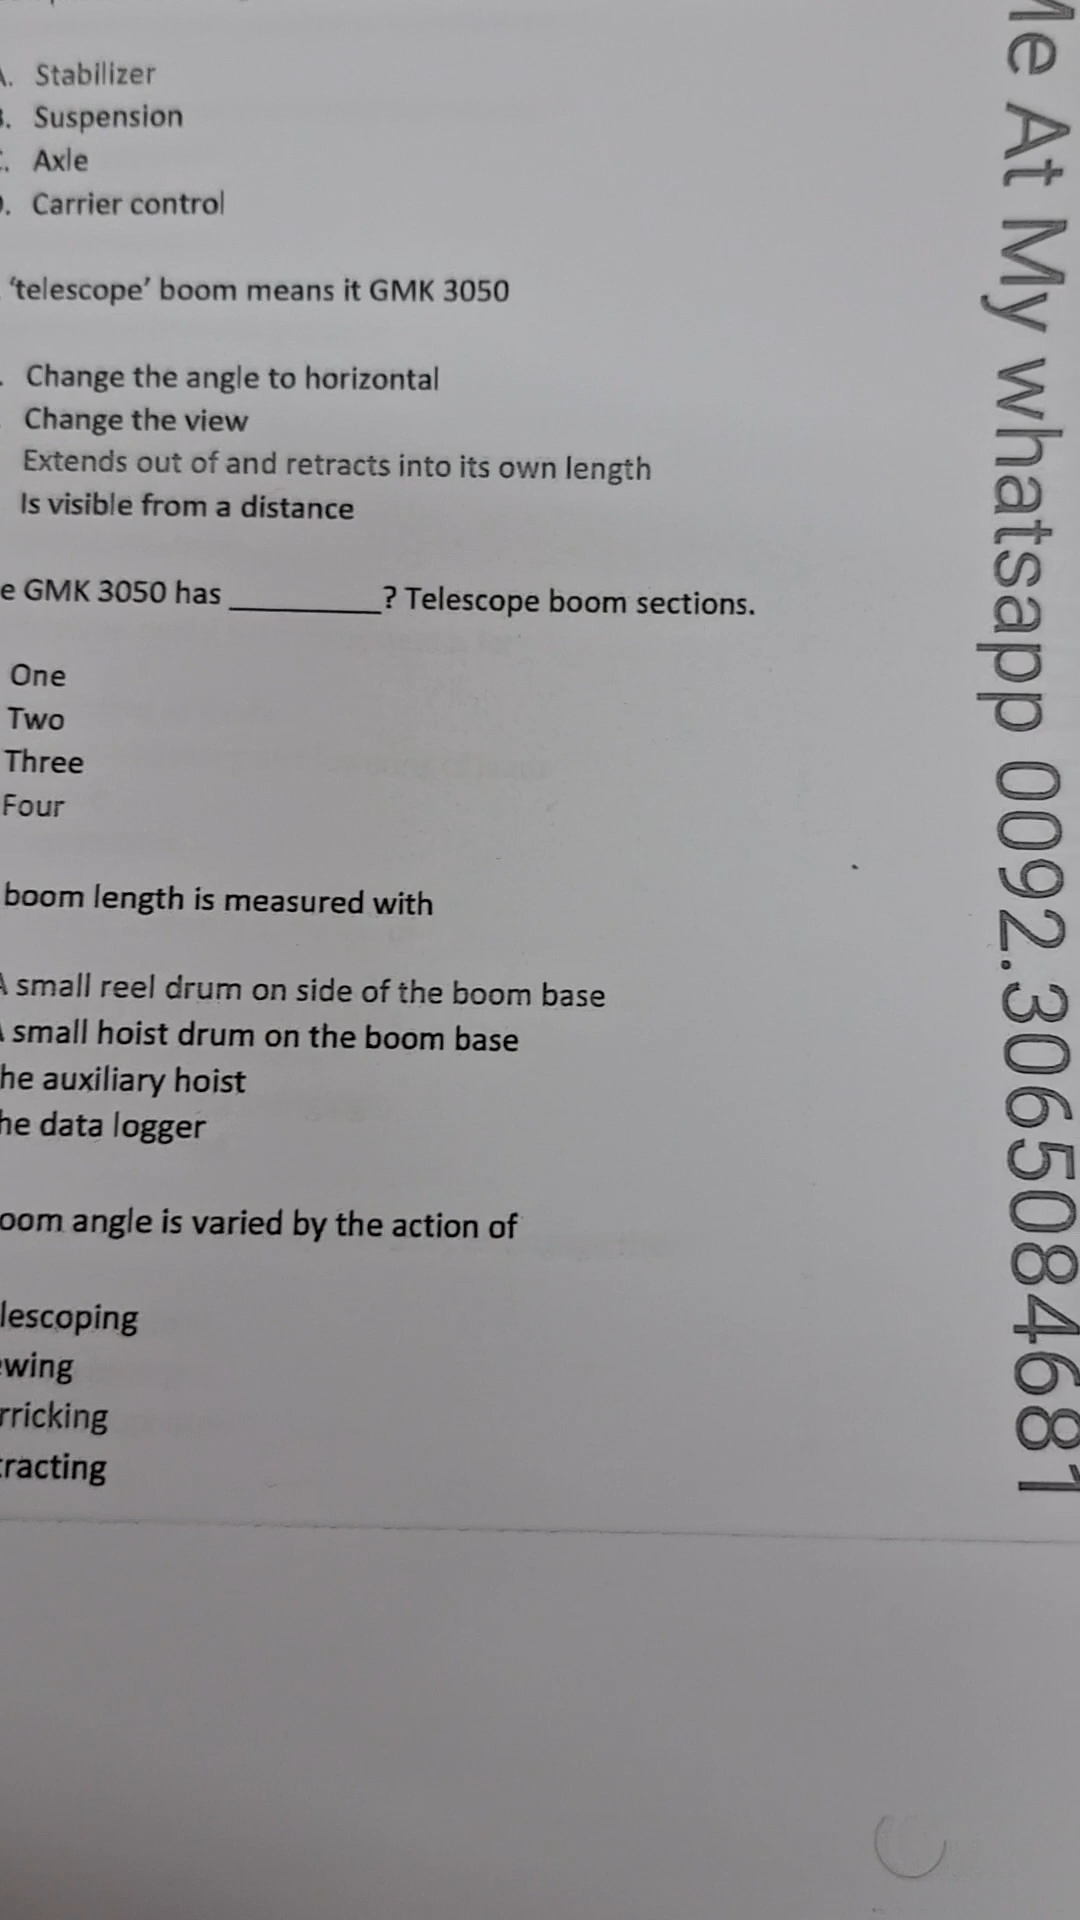 . Stabilizer
. Suspension
. Axle
. Carrier control
'telescope' boom means it GMK 3050
. Change the angle to horizontal
Change the view
Extends out of and retracts into its own length
Is visible from a distance
e GMK 3050 has __________? Telescope boom sections.
One
Two
Three
Four
boom length is measured with
A small reel drum on side of the boom base
small hoist drum on the boom base
he auxiliary hoist
he data logger
oom angle is varied by the action of
lescoping
wing
rricking
racting
Me At My whatsapp 0092.3065084681